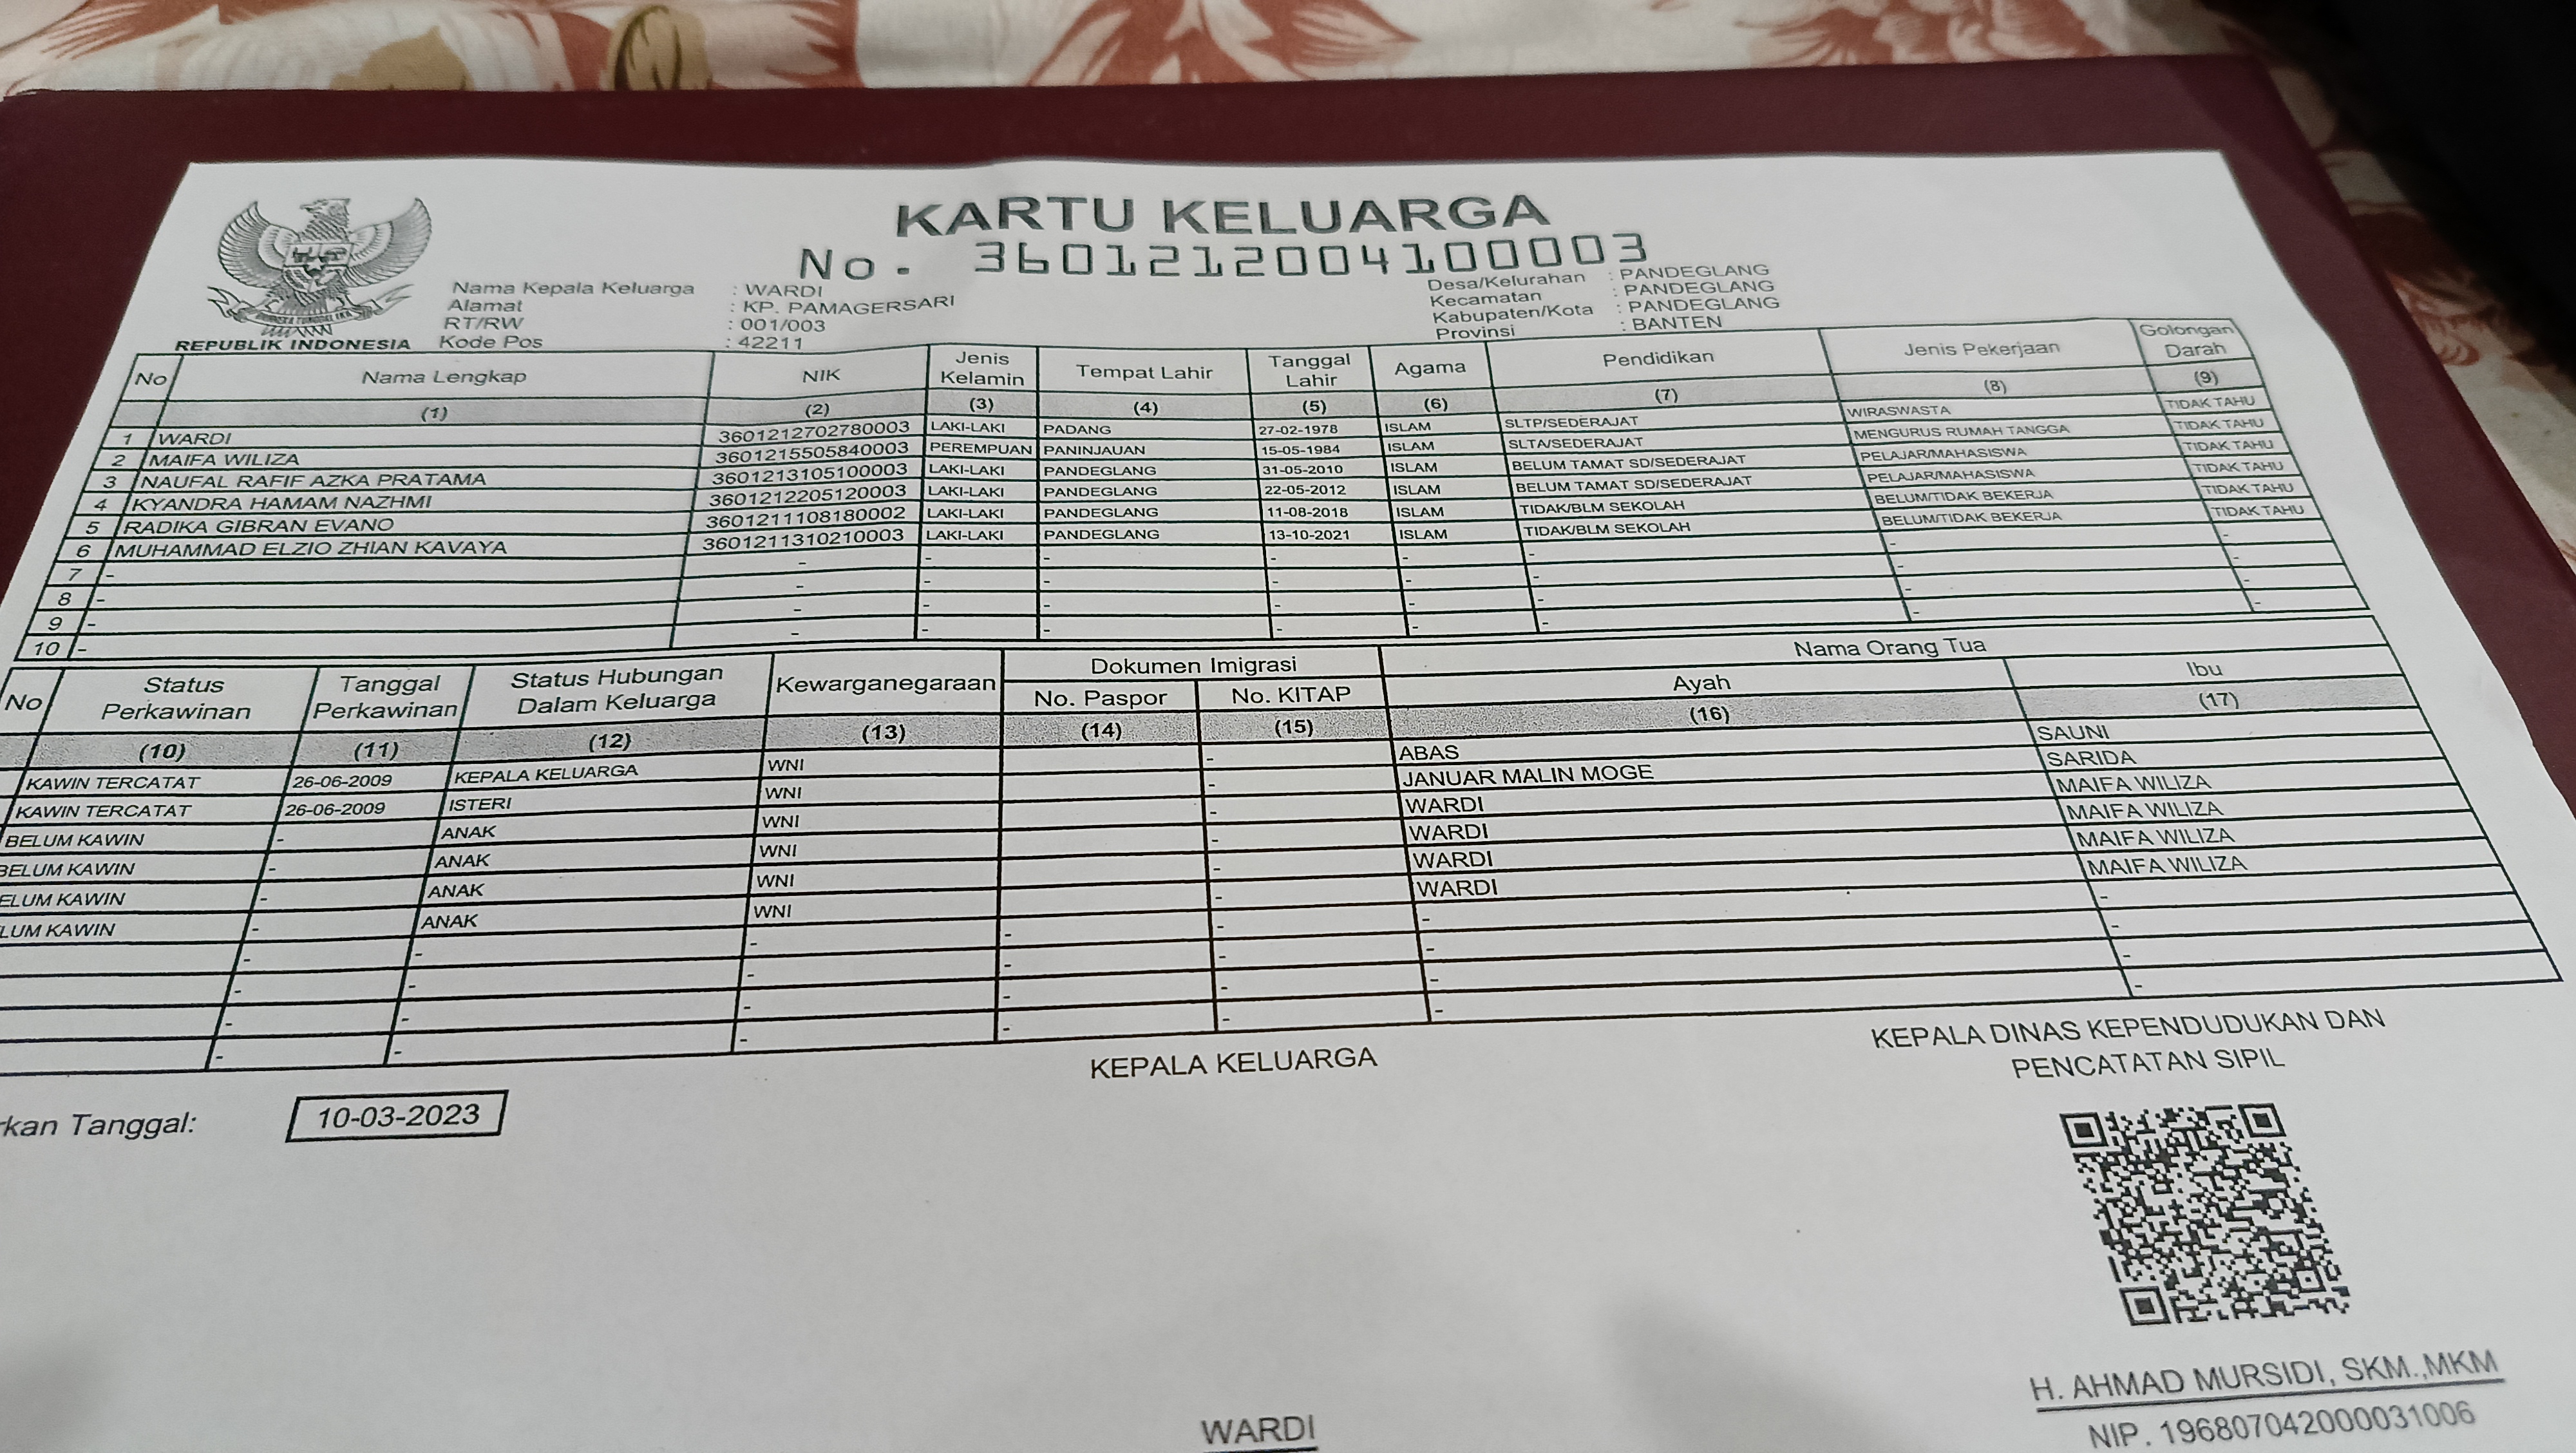 KARTU KELUARGA
No. 3601212004100003
Nama Kepala Keluarga : WARDI
Alamat : KP. PAMAGERSARI
RT/RW : 001/003
Kode Pos : 42211
Desa/Kelurahan : PANDEGLANG
Kecamatan : PANDEGLANG
Kabupaten/Kota : PANDEGLANG
Provinsi : BANTEN
REPUBLIK INDONESIA
No Nama Lengkap NIK Jenis Kelamin Tempat Lahir Tanggal Lahir Agama Pendidikan Jenis Pekerjaan Golongan Darah
(1) (2) (3) (4) (5) (6) (7) (8) (9)
1 WARDI 3601212702780003 LAKI-LAKI PADANG 27-02-1978 ISLAM SLTP/SEDERAJAT WIRASWASTA TIDAK TAHU
2 MAIFA WILIZA 3601215505840003 PEREMPUAN PANINJAUAN 15-05-1984 ISLAM SLTA/SEDERAJAT MENGURUS RUMAH TANGGA TIDAK TAHU
3 NAUFAL RAFIF AZKA PRATAMA 3601213105100003 LAKI-LAKI PANDEGLANG 31-05-2010 ISLAM BELUM TAMAT SD/SEDERAJAT PELAJAR/MAHASISWA TIDAK TAHU
4 KYANDRA HAMAM NAZHMI 3601212205120003 LAKI-LAKI PANDEGLANG 22-05-2012 ISLAM BELUM TAMAT SD/SEDERAJAT PELAJAR/MAHASISWA TIDAK TAHU
5 RADIKA GIBRAN EVANO 3601211108180002 LAKI-LAKI PANDEGLANG 11-08-2018 ISLAM TIDAK/BLM SEKOLAH BELUM/TIDAK BEKERJA TIDAK TAHU
6 MUHAMMAD ELZIO ZHIAN KAVAYA 3601211310210003 LAKI-LAKI PANDEGLANG 13-10-2021 ISLAM TIDAK/BLM SEKOLAH BELUM/TIDAK BEKERJA TIDAK TAHU
7 - - - - - - - - -
8 - - - - - - - - -
9 - - - - - - - - -
10 - - - - - - - - -
No Status Perkawinan Tanggal Perkawinan Status Hubungan Dalam Keluarga Kewarganegaraan Dokumen Imigrasi Nama Orang Tua
No. Paspor No. KITAP Ayah Ibu
(10) (11) (12) (13) (14) (15) (16) (17)
KAWIN TERCATAT 26-06-2009 KEPALA KELUARGA WNI - ABAS SAUNI
KAWIN TERCATAT 26-06-2009 ISTERI WNI - JANUAR MALIN MOGE SARIDA
BELUM KAWIN - ANAK WNI - WARDI MAIFA WILIZA
BELUM KAWIN - ANAK WNI - WARDI MAIFA WILIZA
ELUM KAWIN - ANAK WNI - WARDI MAIFA WILIZA
LUM KAWIN - ANAK WNI - WARDI MAIFA WILIZA
- - - - - - -
- - - - - - -
- - - - - - -
- - - - - - -
rkan Tanggal: 10-03-2023
KEPALA KELUARGA
KEPALA DINAS KEPENDUDUKAN DAN
PENCATATAN SIPIL
WARDI
H. AHMAD MURSIDI, SKM.,MKM
NIP. 196807042000031006